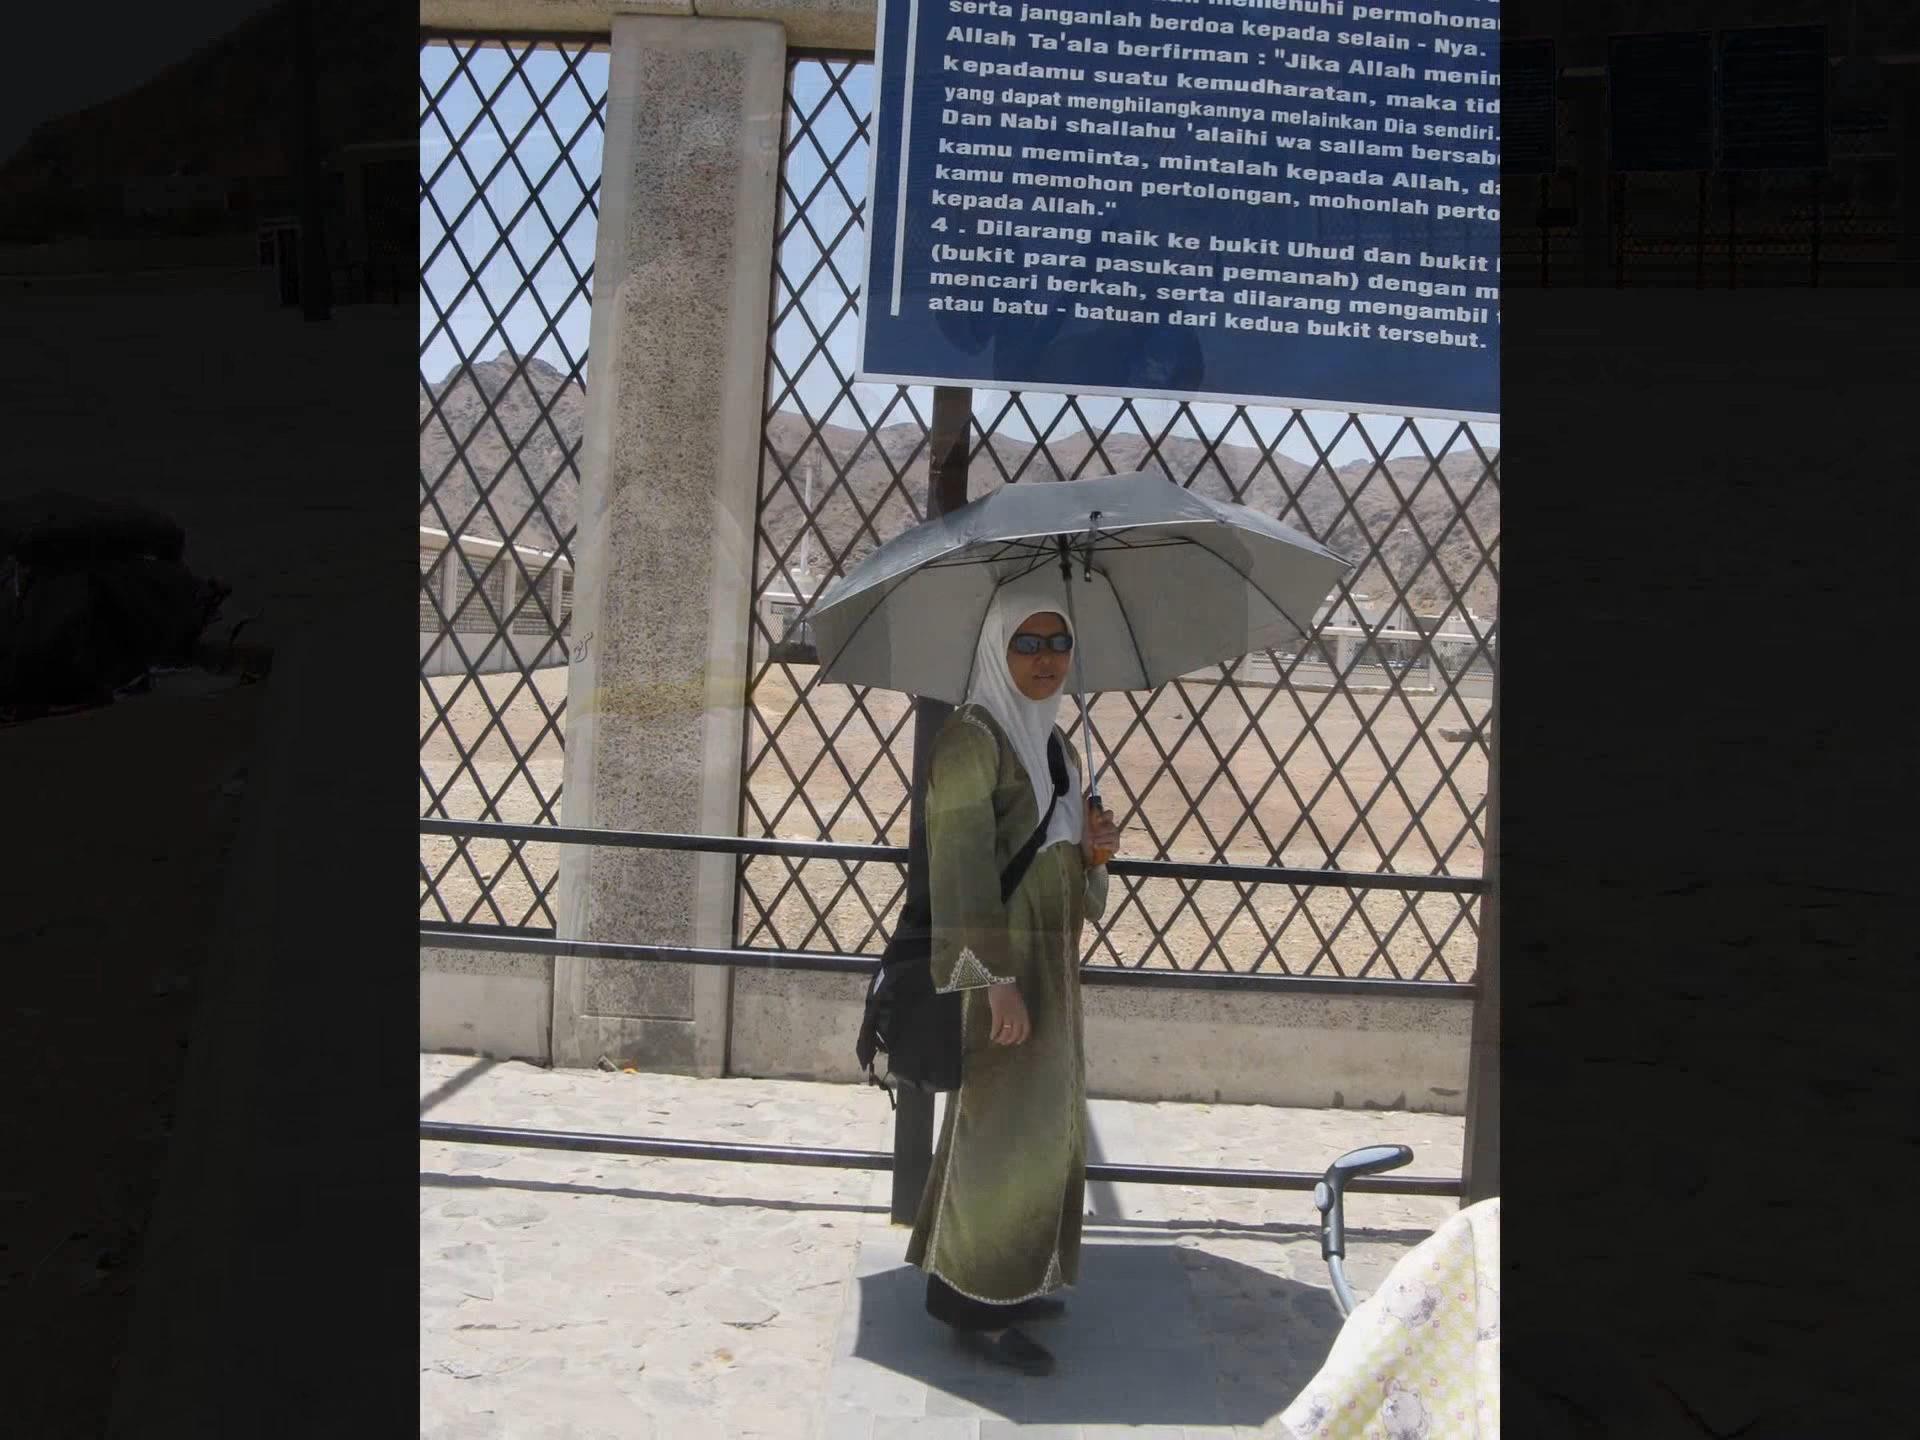 memenuhi permohona
serta janganlah berdoa kepada selain - Nya.
Allah Ta'ala berfirman : "Jika Allah menim
kepadamu suatu kemudharatan, maka tid
yang dapat menghilangkannya melainkan Dia sendiri.
Dan Nabi shallahu 'alaihi wa sallam bersab
kamu meminta, mintalah kepada Allah, da
kamu memohon pertolongan, mohonlah perto
kepada Allah."
4 . Dilarang naik ke bukit Uhud dan bukit
(bukit para pasukan pemanah) dengan m
mencari berkah, serta dilarang mengambil
atau batu - batuan dari kedua bukit tersebut.